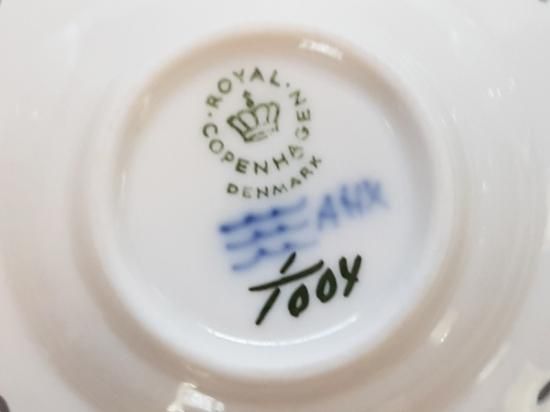 ROYAL COPENHAGEN
DENMARK
1/1004